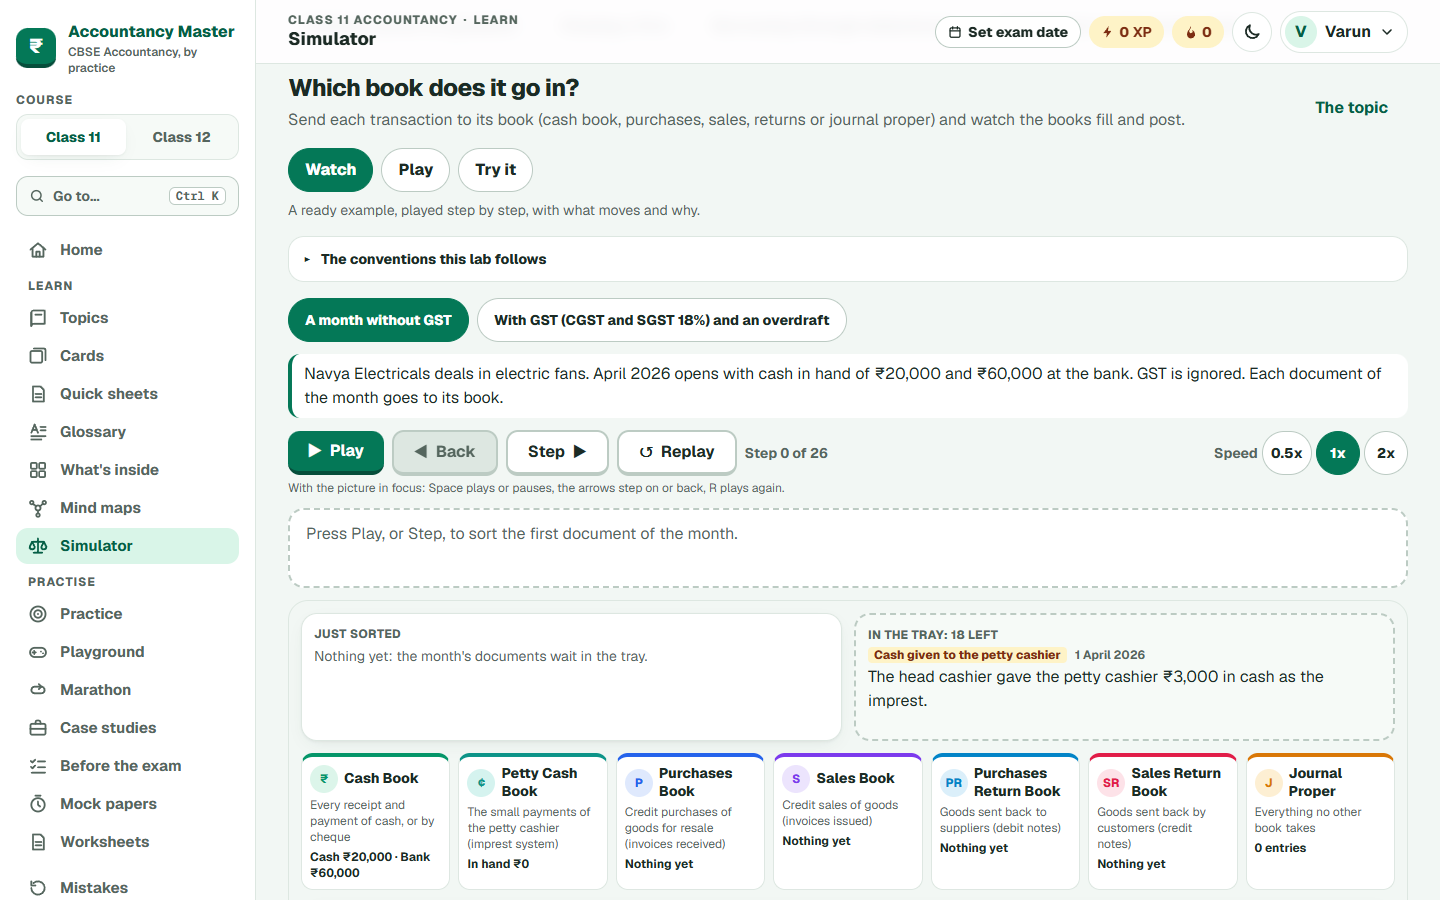 ₹
Accountancy Master
CBSE Accountancy, by
practice
COURSE
Class 11
Class 12
Go to...
Ctrl K
Home
LEARN
Topics
Cards
Quick sheets
Glossary
What's inside
Mind maps
Simulator
PRACTISE
Practice
Playground
Marathon
Case studies
Before the exam
Mock papers
Worksheets
Mistakes
CLASS 11 ACCOUNTANCY · LEARN
Simulator
Set exam date
0 XP
0
V
Varun
Which book does it go in?
Send each transaction to its book (cash book, purchases, sales, returns or journal proper) and watch the books fill and post.
The topic
Watch
Play
Try it
A ready example, played step by step, with what moves and why.
▸ The conventions this lab follows
A month without GST
With GST (CGST and SGST 18%) and an overdraft
Navya Electricals deals in electric fans. April 2026 opens with cash in hand of ₹20,000 and ₹60,000 at the bank. GST is ignored. Each document of
the month goes to its book.
▶ Play
◀ Back
Step ▶
↺ Replay
Step 0 of 26
Speed
0.5x
1x
2x
With the picture in focus: Space plays or pauses, the arrows step on or back, R plays again.
Press Play, or Step, to sort the first document of the month.
JUST SORTED
Nothing yet: the month's documents wait in the tray.
IN THE TRAY: 18 LEFT
Cash given to the petty cashier 1 April 2026
The head cashier gave the petty cashier ₹3,000 in cash as the
imprest.
₹
Cash Book
Every receipt and
payment of cash, or by
cheque
Cash ₹20,000 · Bank
₹60,000
¢
Petty Cash
Book
The small payments of
the petty cashier
(imprest system)
In hand ₹0
P
Purchases
Book
Credit purchases of
goods for resale
(invoices received)
Nothing yet
S
Sales Book
Credit sales of goods
(invoices issued)
Nothing yet
PR
Purchases
Return Book
Goods sent back to
suppliers (debit notes)
Nothing yet
SR
Sales Return
Book
Goods sent back by
customers (credit
notes)
Nothing yet
J
Journal
Proper
Everything no other
book takes
0 entries